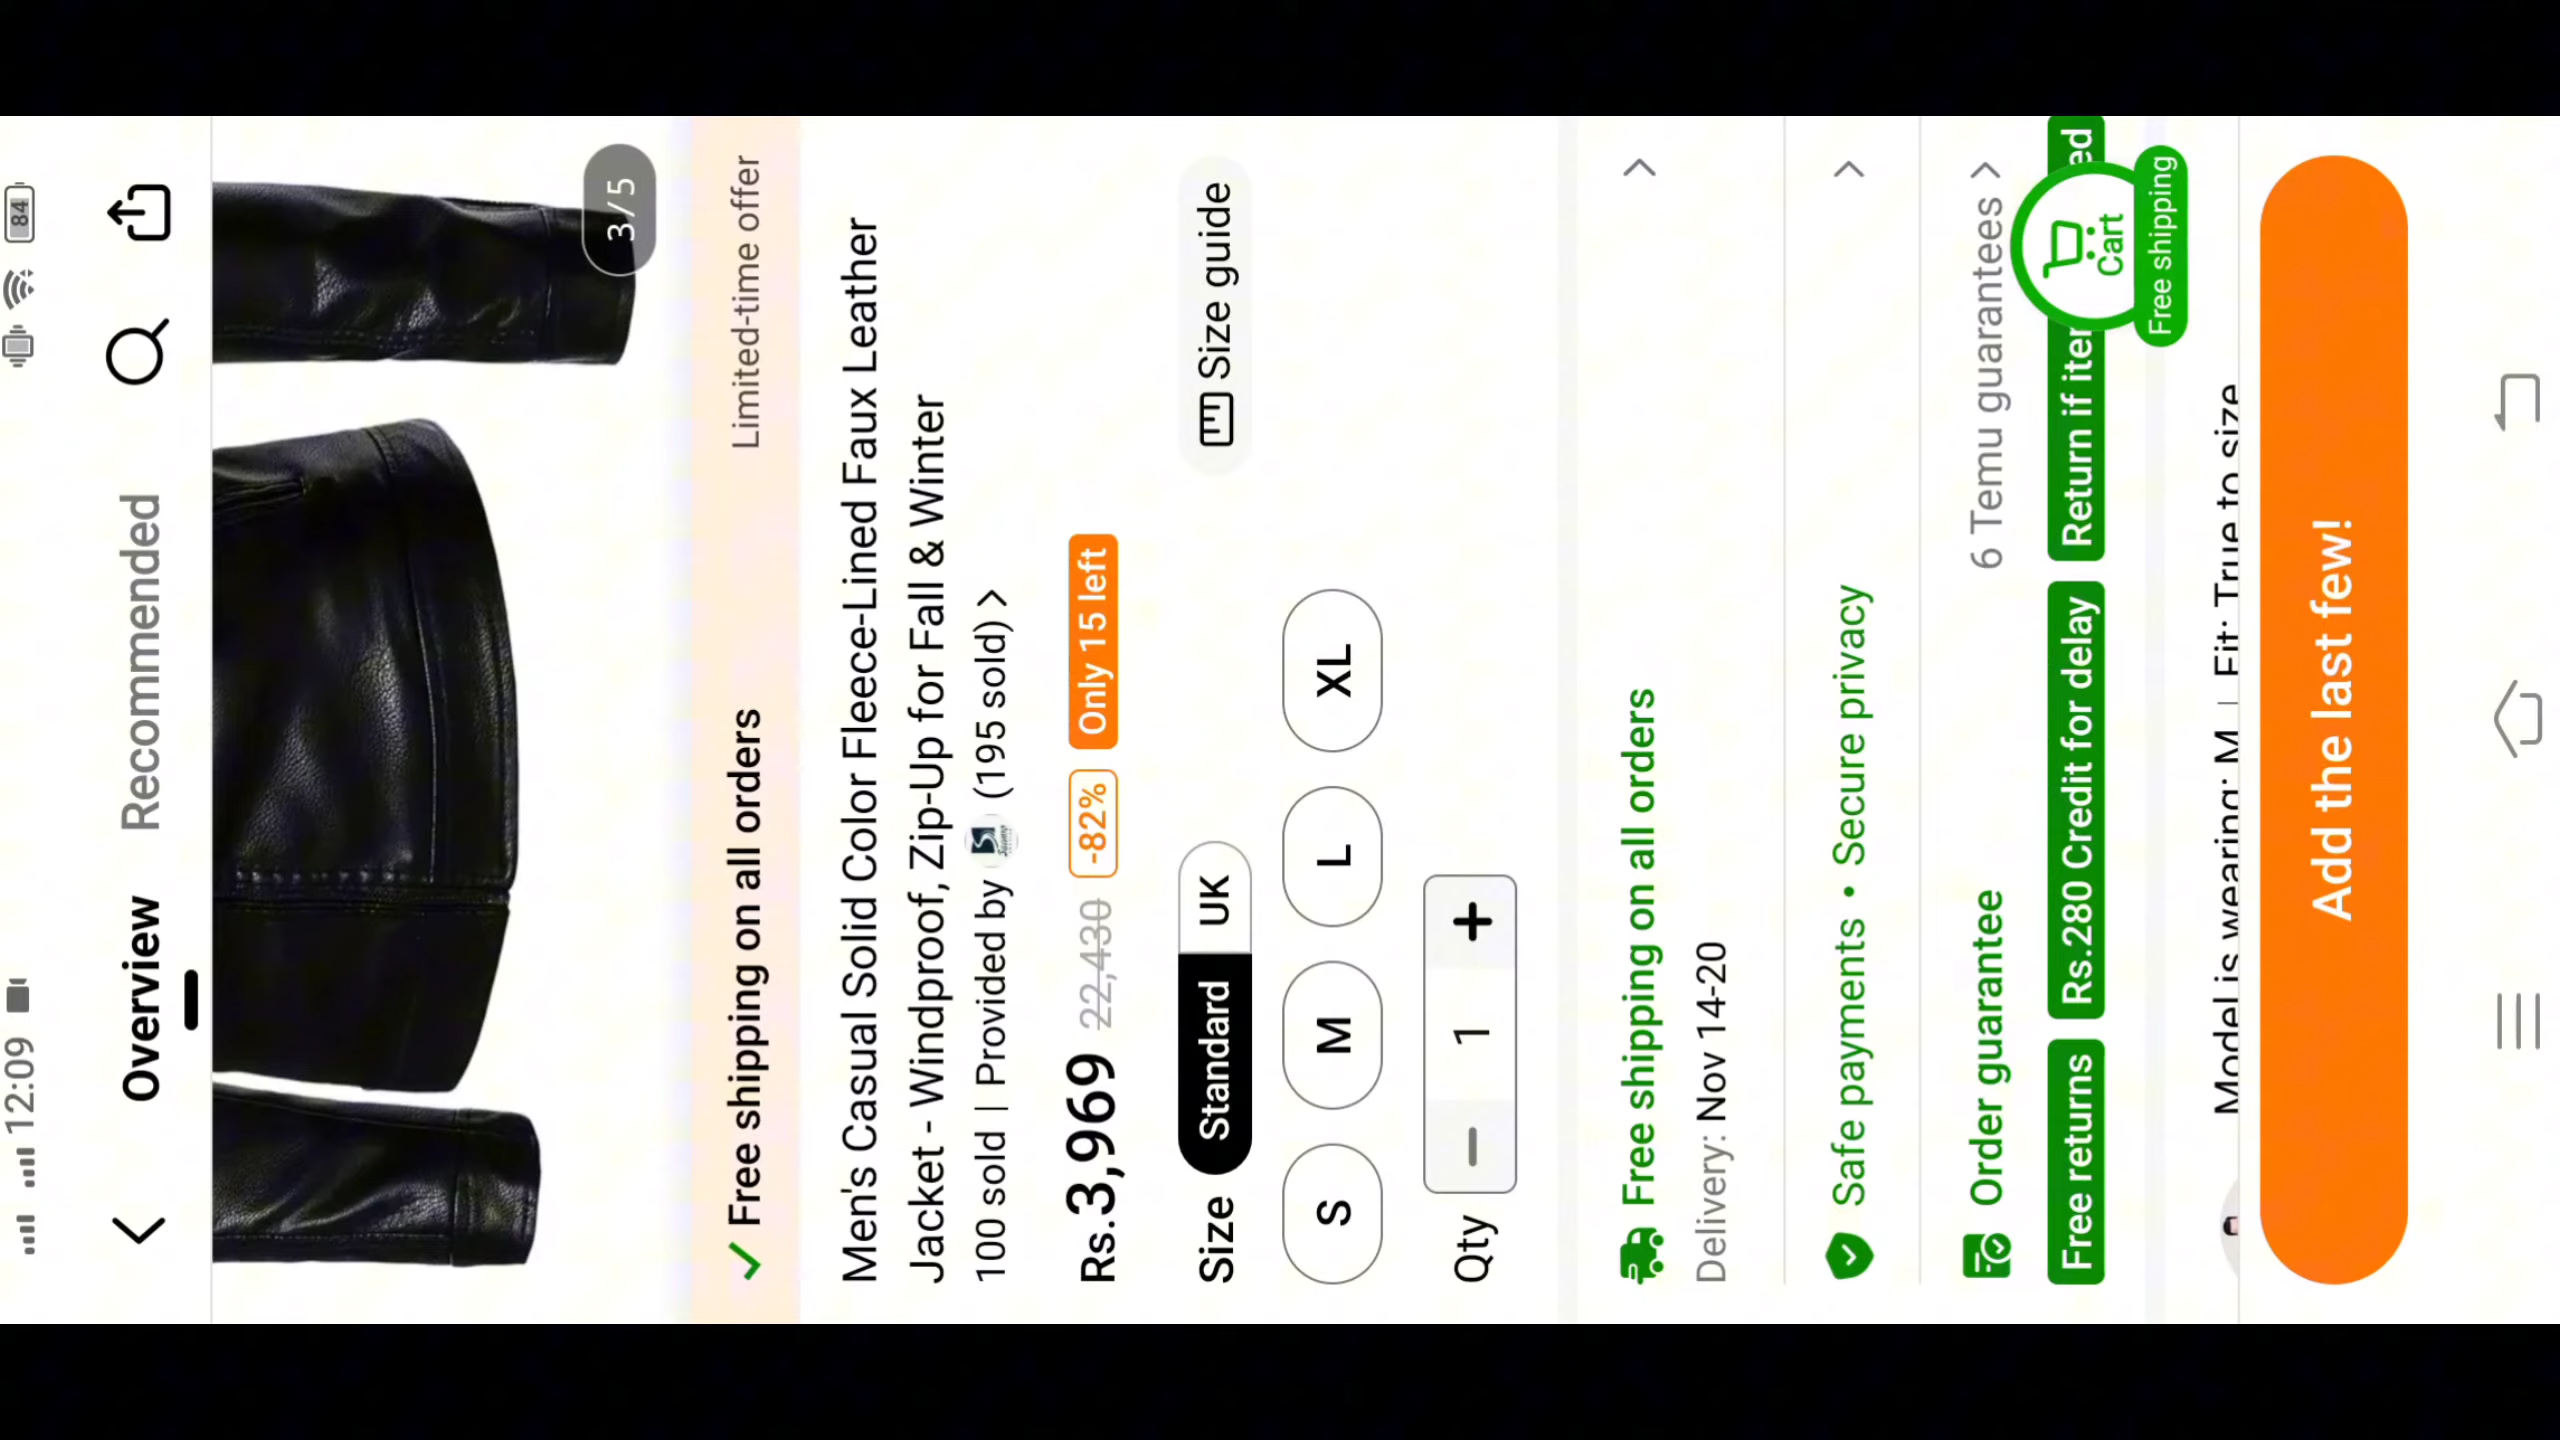 12:09
84
Overview
Recommended
3/5
Free shipping on all orders
Limited-time offer
Men's Casual Solid Color Fleece-Lined Faux Leather
Jacket - Windproof, Zip-Up for Fall & Winter
100 sold | Provided by (195 sold) >
Rs.3,969 22,430 -82% Only 15 left
Size Standard UK Size guide
S M L XL
Qty - 1 +
Free shipping on all orders
Delivery: Nov 14-20
Safe payments • Secure privacy
Order guarantee
6 Temu guarantees >
Free returns Rs.280 Credit for delay Return if iter ed
Cart
Free shipping
Model is wearing: M | Fit: True to size
Add the last few!